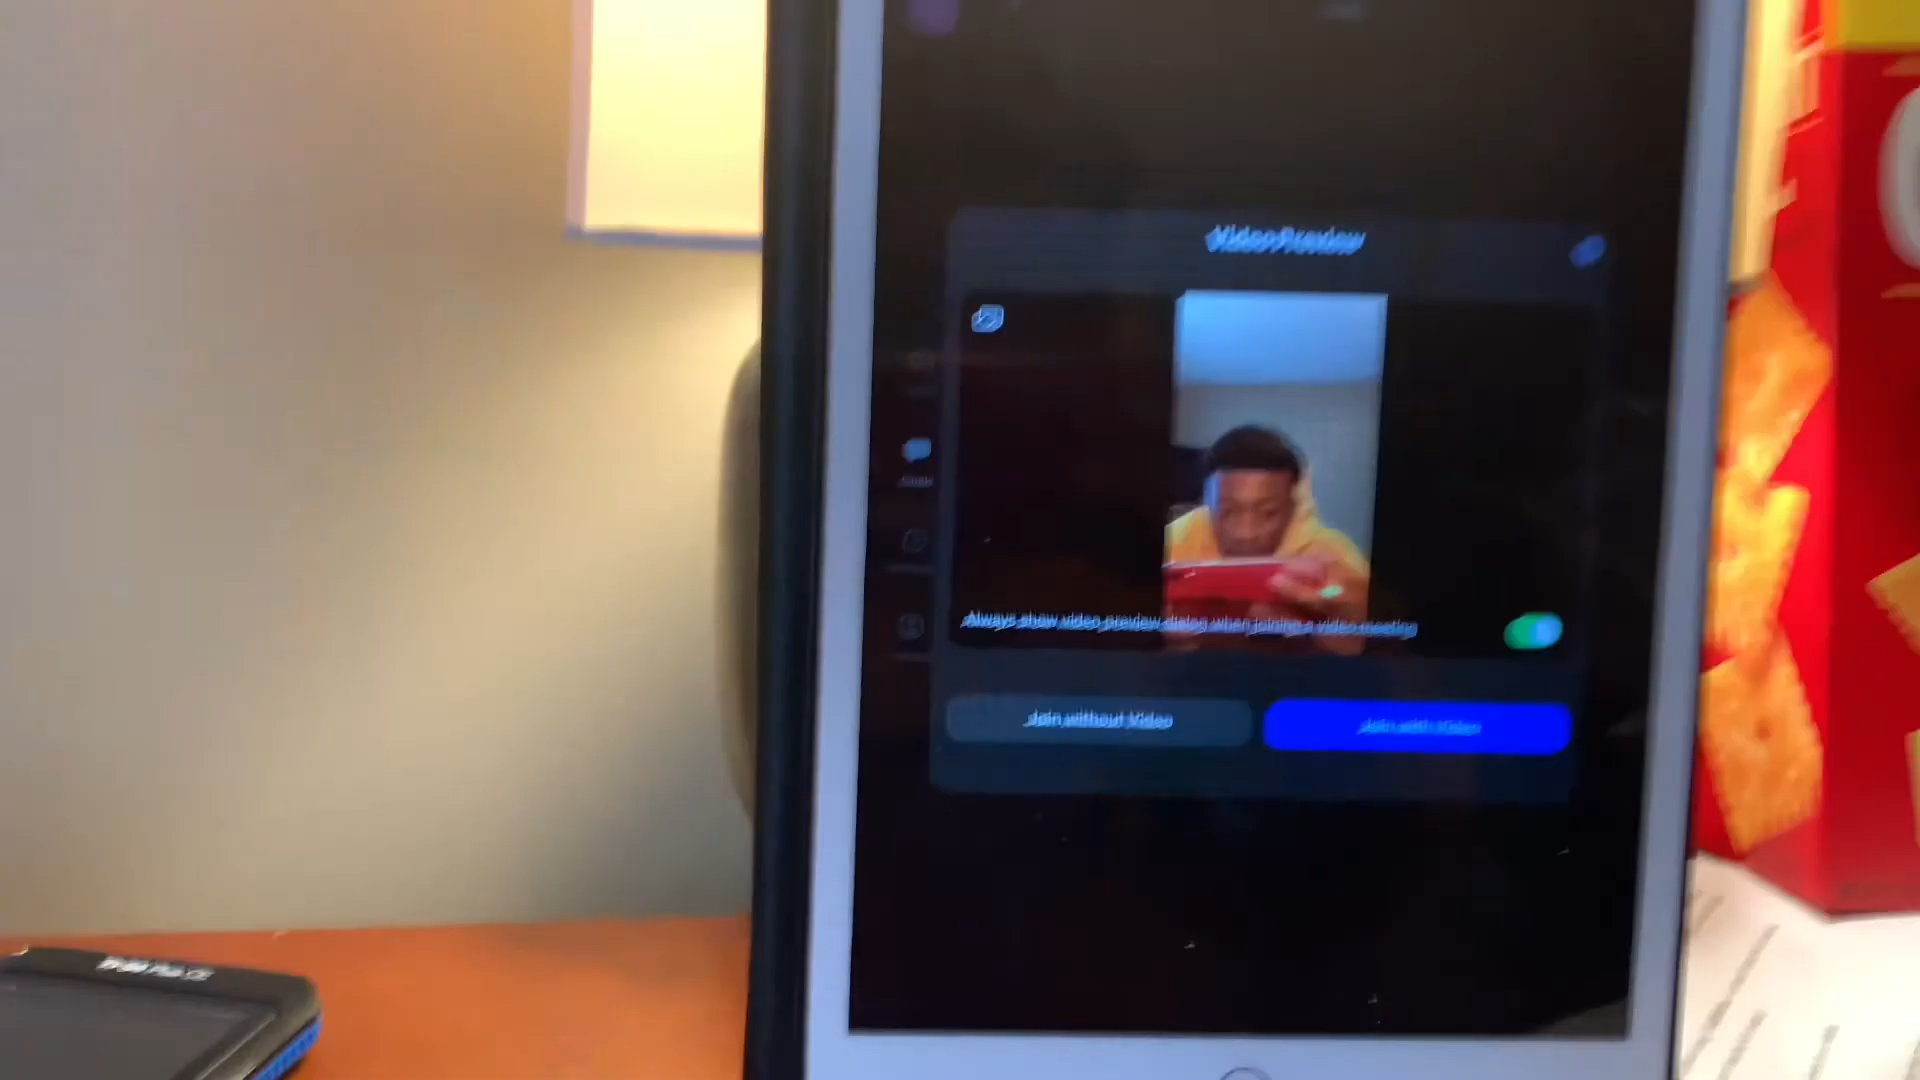 Video Preview
Always show video preview dialog when joining a video meeting
Join without Video
Join with Video